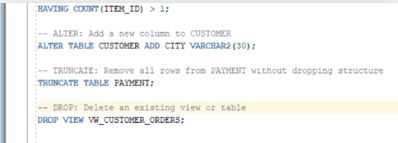 HAVING COUNT(ITEM_ID) > 1;
-- ALTER: Add a new column to CUSTOMER
ALTER TABLE CUSTOMER ADD CITY VARCHAR2(30);
-- TRUNCATE: Remove all rows from PAYMENT without dropping structure
TRUNCATE TABLE PAYMENT;
-- DROP: Delete an existing view or table
DROP VIEW VW_CUSTOMER_ORDERS;